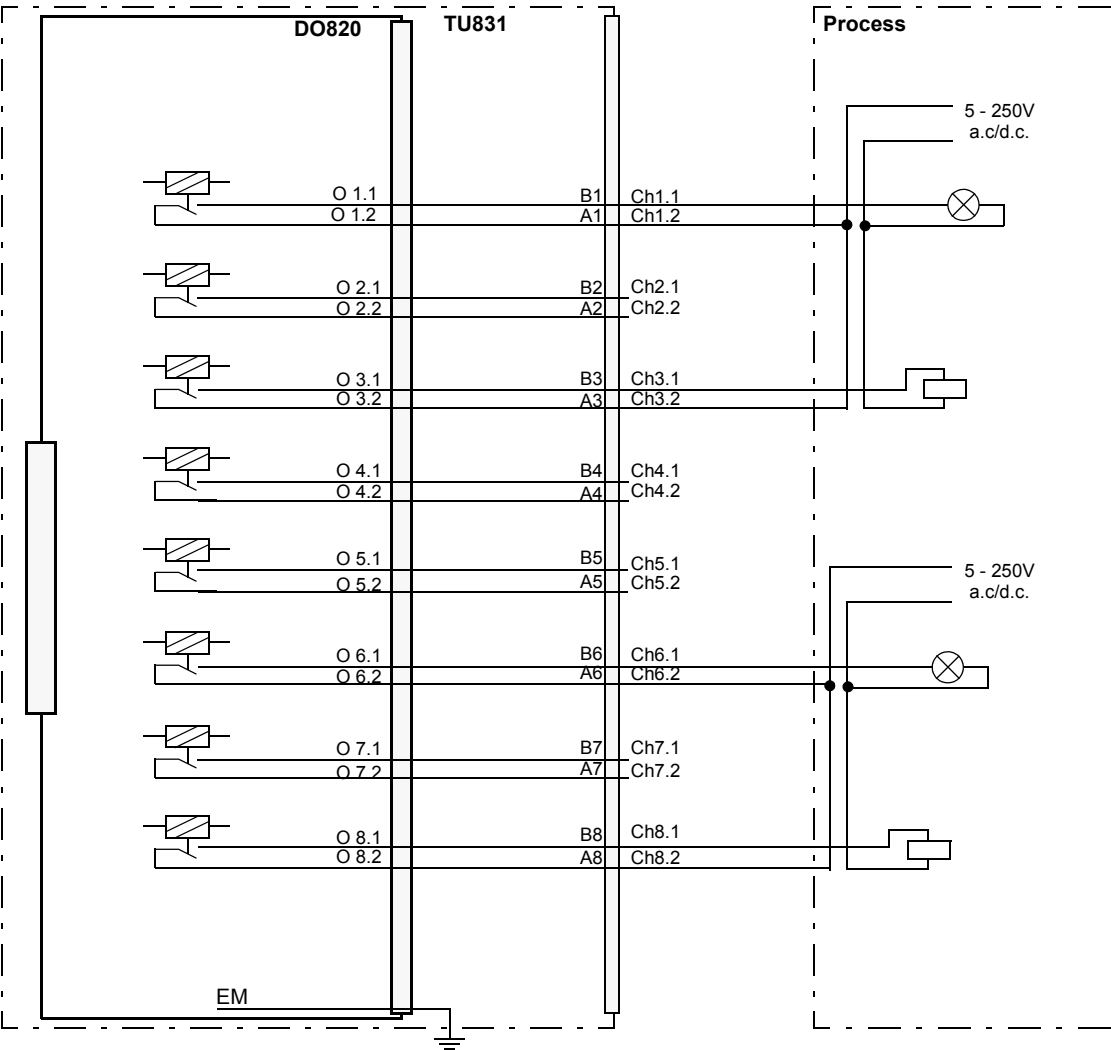 DO820
TU831
Process
5 - 250V
a.c/d.c.
O 1.1 B1 Ch1.1
O 1.2 A1 Ch1.2
O 2.1 B2 Ch2.1
O 2.2 A2 Ch2.2
O 3.1 B3 Ch3.1
O 3.2 A3 Ch3.2
O 4.1 B4 Ch4.1
O 4.2 A4 Ch4.2
O 5.1 B5 Ch5.1
O 5.2 A5 Ch5.2
5 - 250V
a.c/d.c.
O 6.1 B6 Ch6.1
O 6.2 A6 Ch6.2
O 7.1 B7 Ch7.1
O 7.2 A7 Ch7.2
O 8.1 B8 Ch8.1
O 8.2 A8 Ch8.2
EM